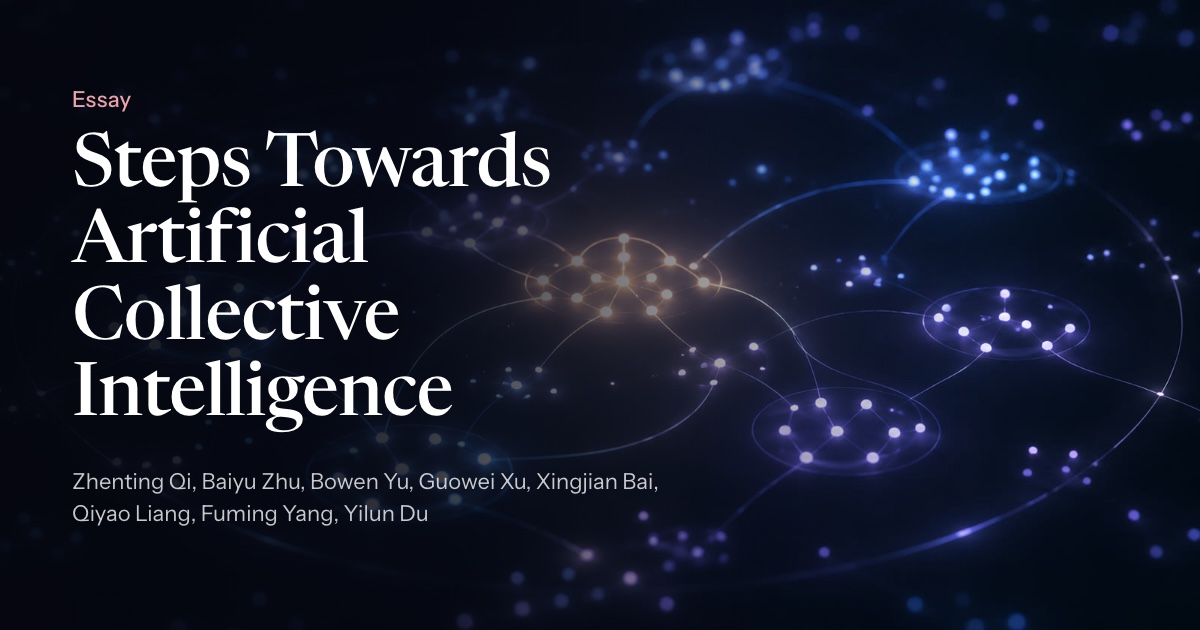 Essay
Steps Towards
Artificial
Collective
Intelligence
Zhenting Qi, Baiyu Zhu, Bowen Yu, Guowei Xu, Xingjian Bai,
Qiyao Liang, Fuming Yang, Yilun Du